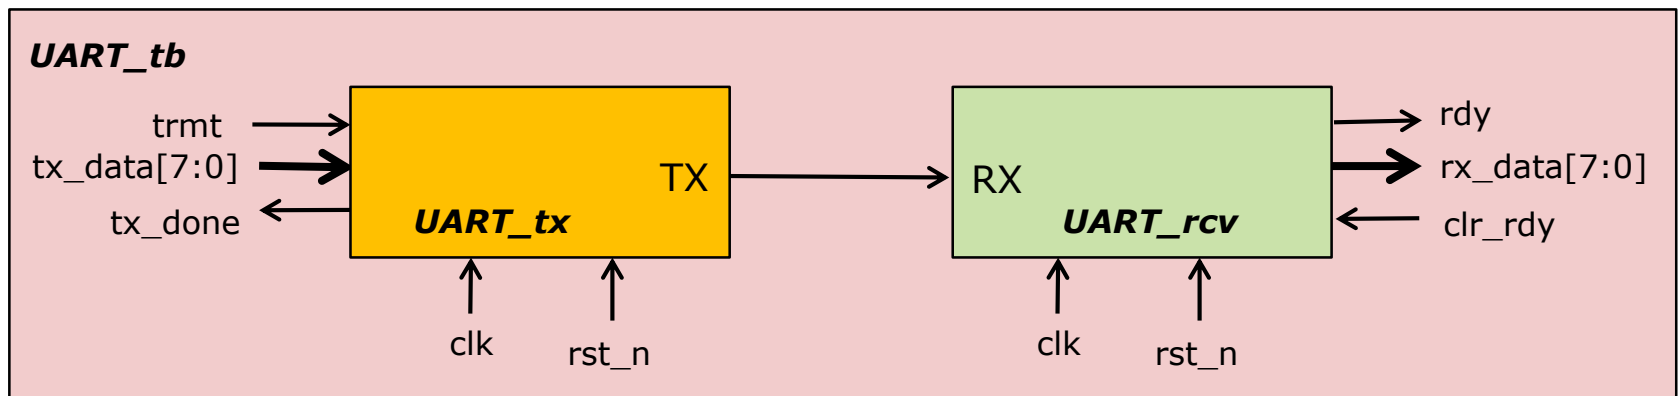 UART_tb
trmt
tx_data[7:0]
tx_done
TX
UART_tx
clk
rst_n
RX
UART_rcv
clk
rst_n
rdy
rx_data[7:0]
clr_rdy